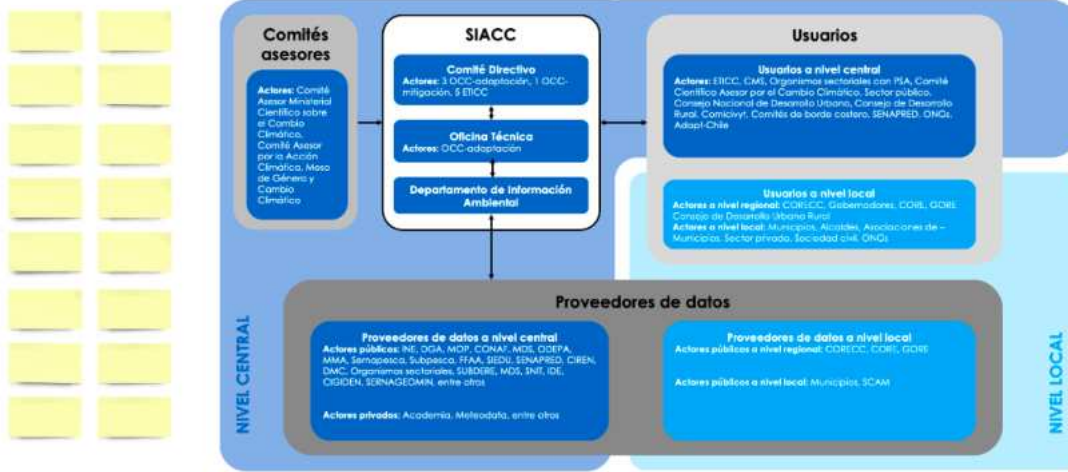 Comités
asesores
Actores: Comité
Asesor Ministerial
Científico sobre
el Cambio
Climático,
Comité Asesor
por la Acción
Climática, Mesa
de Género y
Cambio
Climático
SIACC
Comité Directivo
Actores: 3 OCC-adaptación, 1 OCC-
mitigación, 5 ETICC
Oficina Técnica
Actores: OCC-adaptación
Departamento de Información
Ambiental
Usuarios
Usuarios a nivel central
Actores: ETICC, CMS, Organismos sectoriales con PSA, Comité
Científico Asesor por el Cambio Climático, Sector público,
Consejo Nacional de Desarrollo Urbano, Consejo de Desarrollo
Rural, Comicivyt, Comités de borde costero, SENAPRED, ONGs,
Adapt-Chile
Usuarios a nivel local
Actores a nivel regional: CORECC, Gobernadores, CORE, GORE
Consejo de Desarrollo Urbano Rural
Actores a nivel local: Municipios, Alcaldes, Asociaciones de –
Municipios, Sector privado, Sociedad civil, ONGs
Proveedores de datos
Proveedores de datos a nivel central
Actores públicos: INE, DGA, MOP, CONAF, MDS, ODEPA,
MMA, Sernapesca, Subpesca, FFAA, SIEDU, SENAPRED, CIREN,
DMC, Organismos sectoriales, SUBDERE, MDS, SNIT, IDE,
CIGIDEN, SERNAGEOMIN, entre otros
Actores privados: Academia, Meteodata, entre otros
Proveedores de datos a nivel local
Actores públicos a nivel regional: CORECC, CORE, GORE
Actores públicos a nivel local: Municipios, SCAM
NIVEL CENTRAL
NIVEL LOCAL